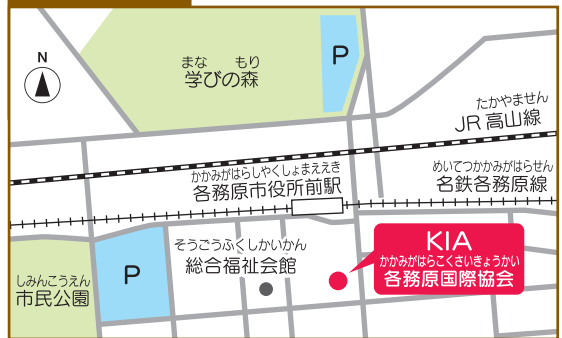 N
まな もり
学びの森
P
たかやません
JR 高山線
かかみがはらしやくしょまええき
各務原市役所前駅
めいてつかかみがはらせん
名鉄各務原線
しみんこうえん
市民公園
P
そうごうふくしかいかん
総合福祉会館
KIA
かかみがはらこくさいきょうかい
各務原国際協会